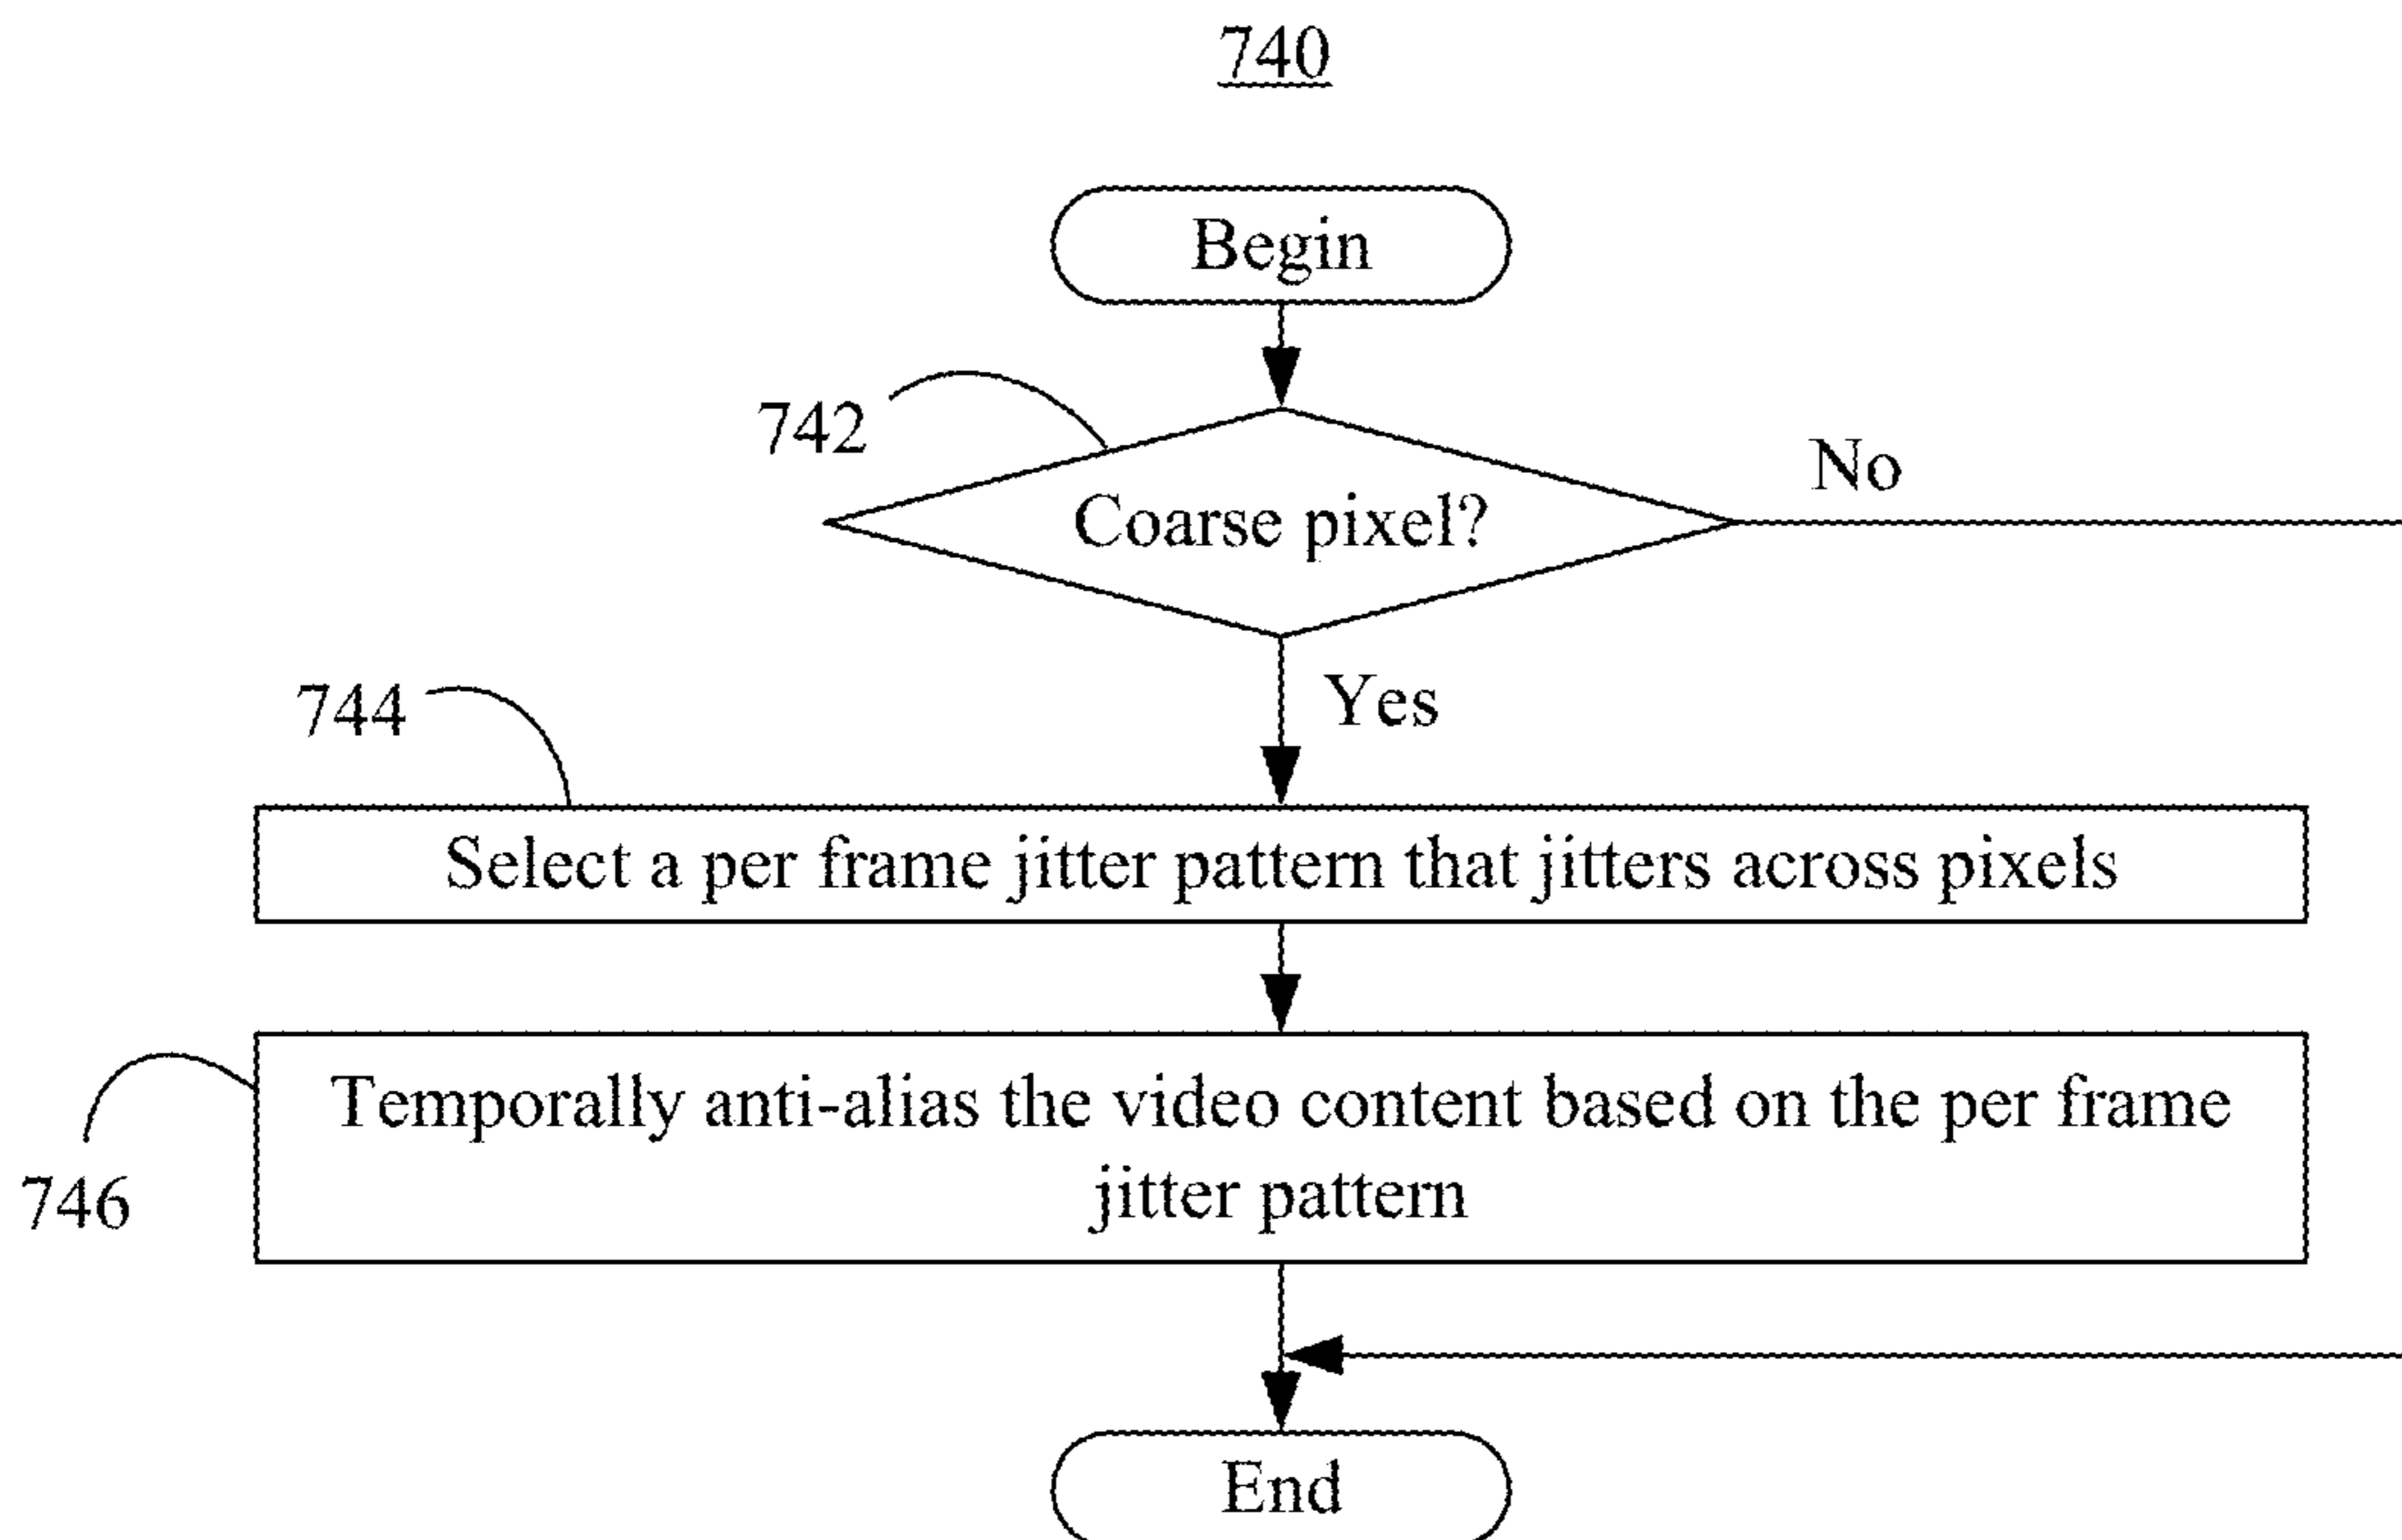 740
Begin
742
Coarse pixel?
No
Yes
744
Select a per frame jitter pattern that jitters across pixels
Temporally anti-alias the video content based on the per frame
jitter pattern
746
End